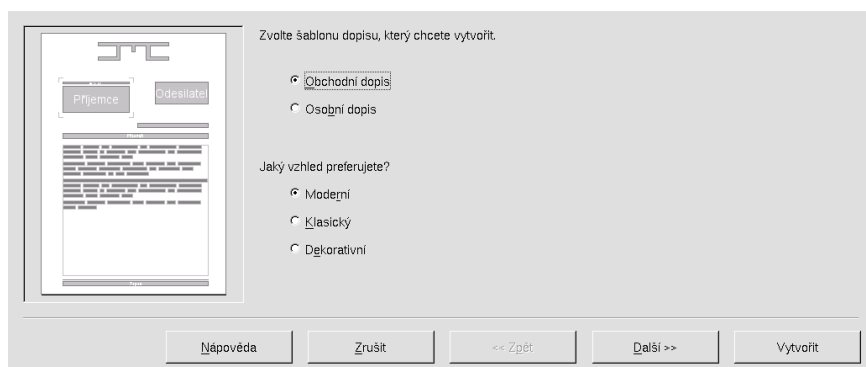 Zvolte šablonu dopisu, který chcete vytvořit.
Příjemce
Odesilatel
Obchodní dopis
Osobní dopis
Jaký vzhled preferujete?
Moderní
Klasický
Dekorativní
Nápověda
Zrušit
<< Zpět
Další >>
Vytvořit